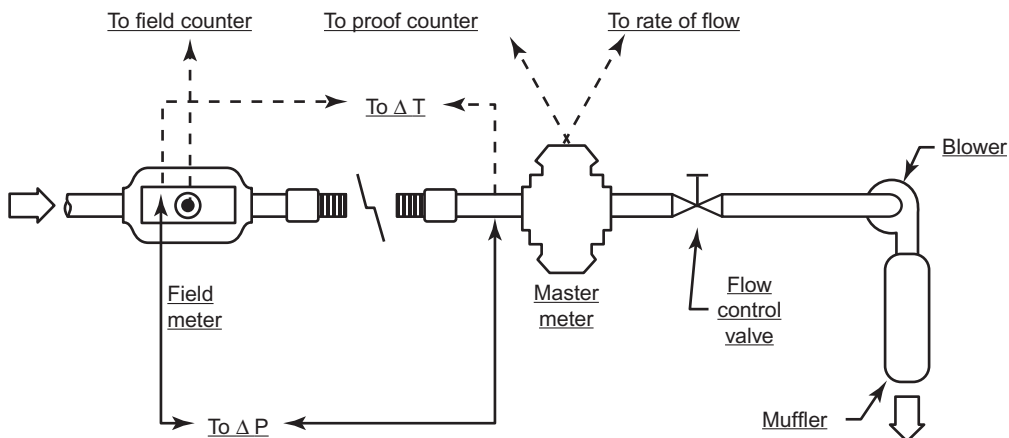 To field counter
To proof counter
To rate of flow
To Δ T
Blower
Field
meter
Master
meter
Flow
control
valve
To Δ P
Muffler